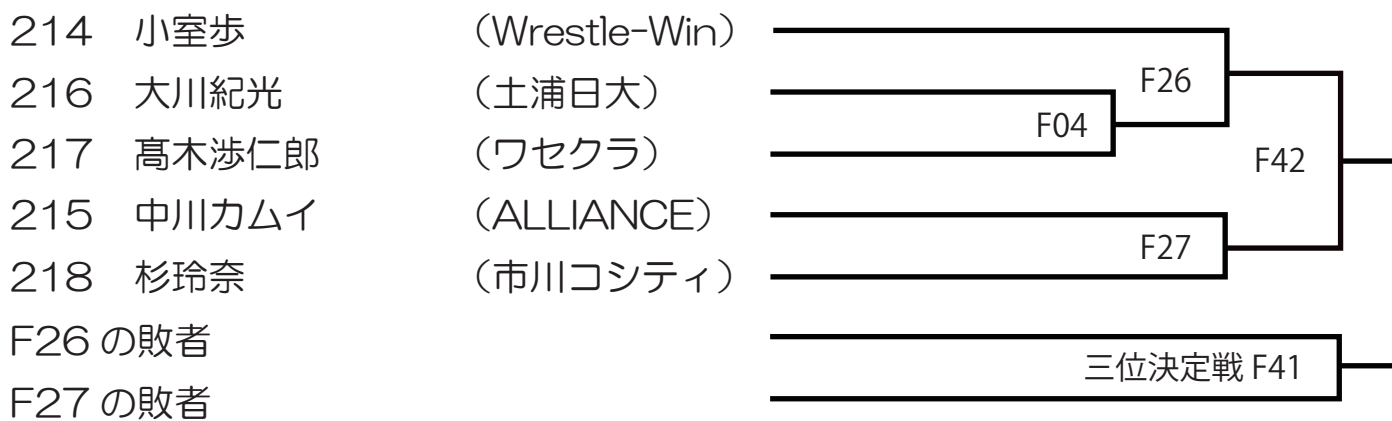 214 小室歩 （Wrestle-Win）
F26
216 大川紀光 （土浦日大）
F04
217 髙木渉仁郎 （ワセクラ）
F42
215 中川カムイ （ALLIANCE）
F27
218 杉玲奈 （市川コシティ）
F26 の敗者
三位決定戦 F41
F27 の敗者